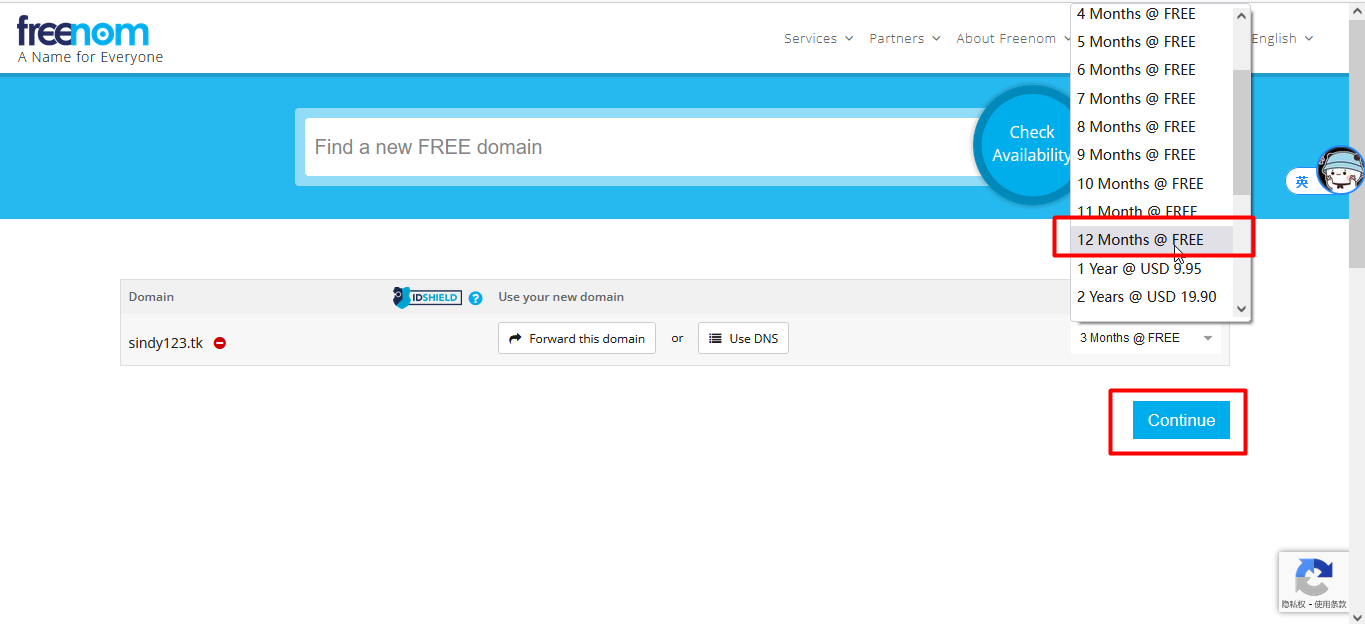 freenom
A Name for Everyone
Services
Partners
About Freenom
English
4 Months @ FREE
5 Months @ FREE
6 Months @ FREE
7 Months @ FREE
8 Months @ FREE
9 Months @ FREE
10 Months @ FREE
11 Month @ FREE
12 Months @ FREE
1 Year @ USD 9.95
2 Years @ USD 19.90
Find a new FREE domain
Check
Availability
英
Domain
IDSHIELD ?
Use your new domain
sindy123.tk
Forward this domain
or
Use DNS
3 Months @ FREE
Continue
隐私权 - 使用条款